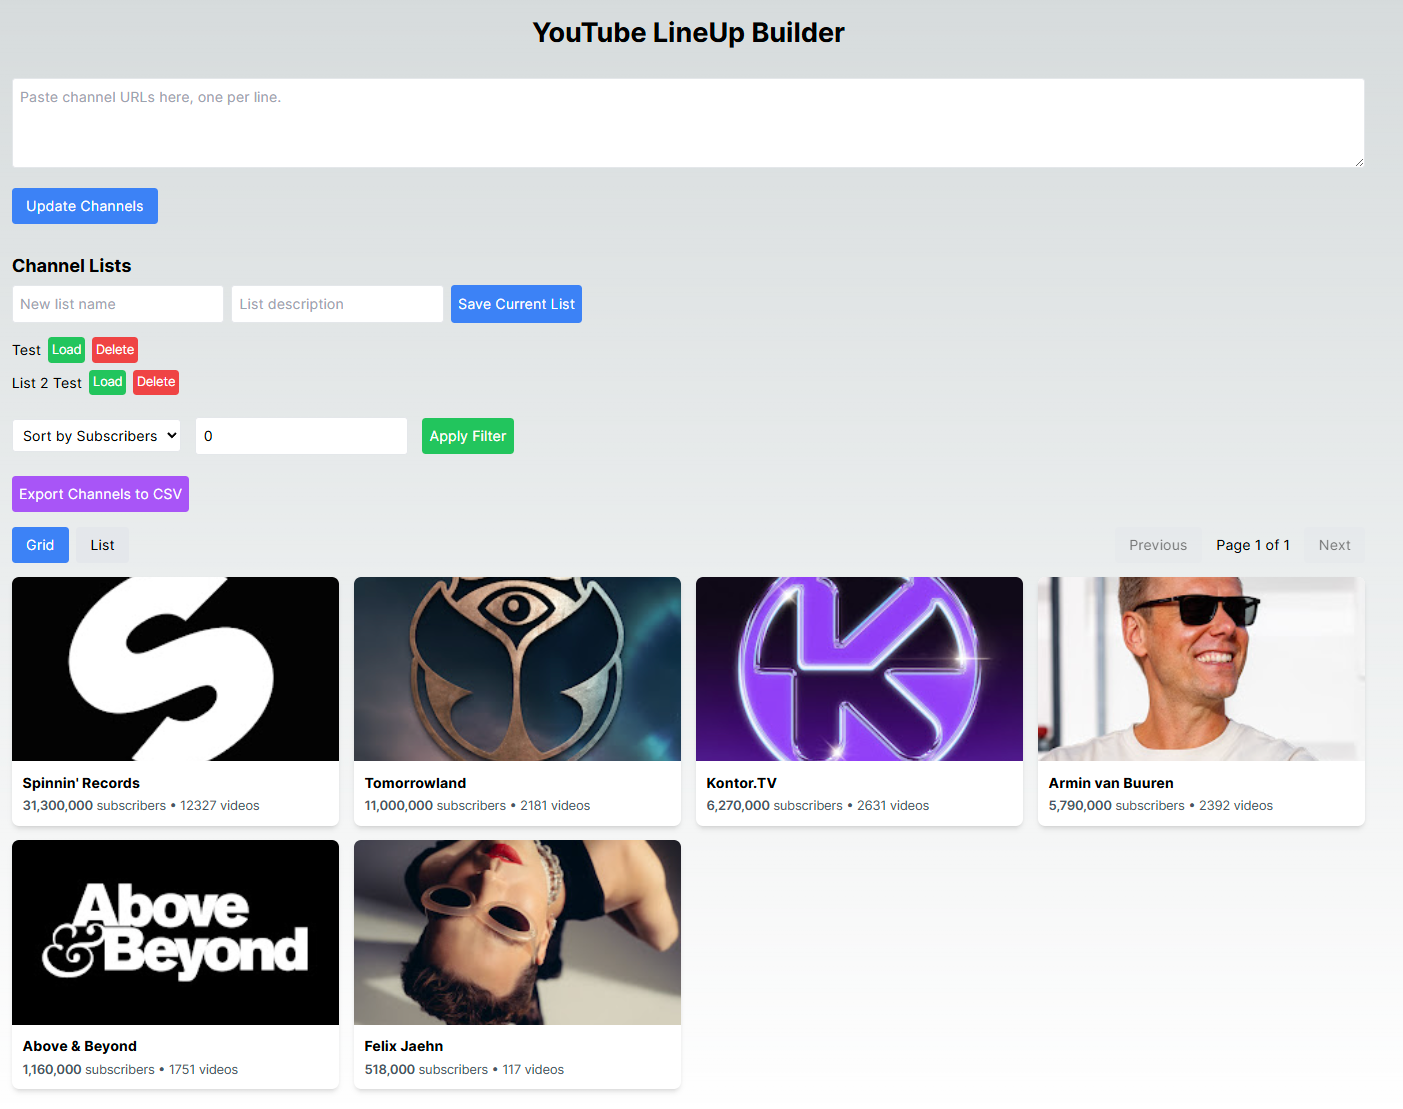 YouTube LineUp Builder
Paste channel URLs here, one per line.
Update Channels
Channel Lists
New list name
List description
Save Current List
Test
Load
Delete
List 2 Test
Load
Delete
Sort by Subscribers
0
Apply Filter
Export Channels to CSV
Grid
List
Previous
Page 1 of 1
Next
Spinnin' Records
31,300,000 subscribers • 12327 videos
Tomorrowland
11,000,000 subscribers • 2181 videos
Kontor.TV
6,270,000 subscribers • 2631 videos
Armin van Buuren
5,790,000 subscribers • 2392 videos
Above
& Beyond
Above & Beyond
1,160,000 subscribers • 1751 videos
Felix Jaehn
518,000 subscribers • 117 videos